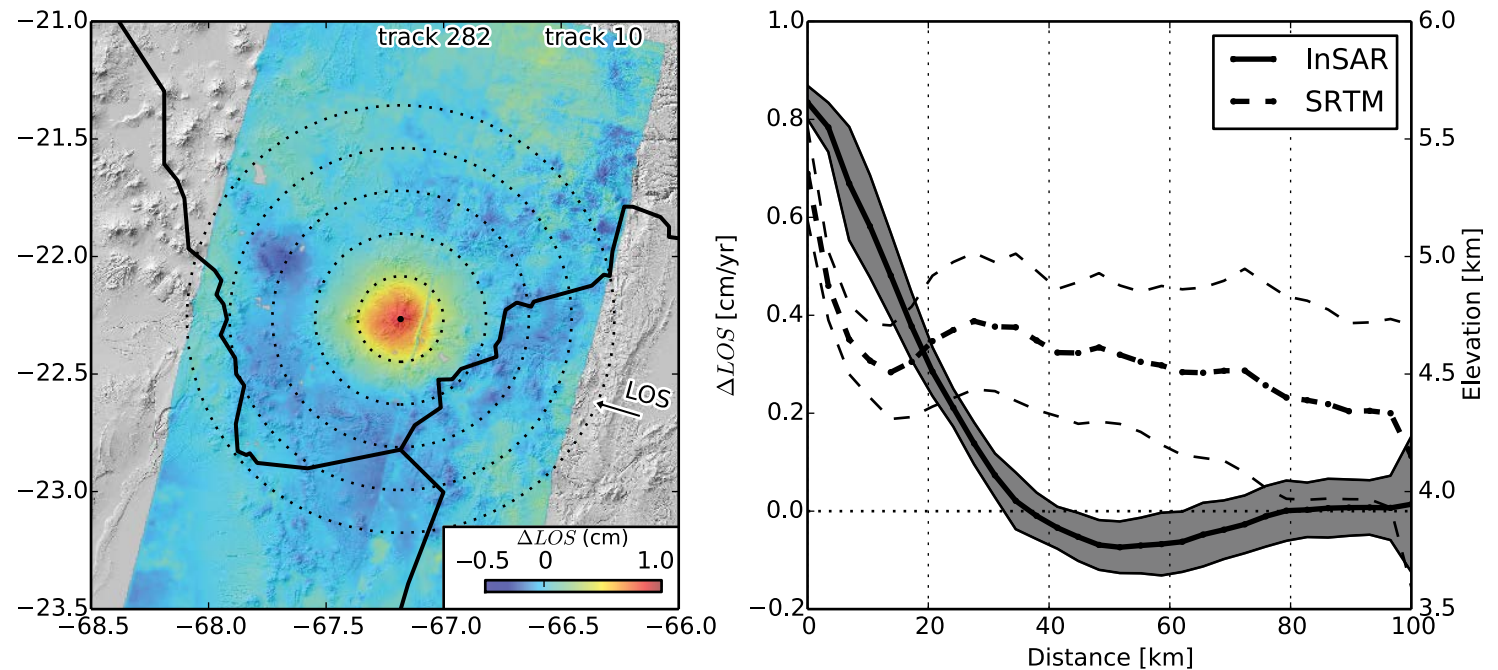 track 282
track 10
−21.0
−21.5
−22.0
−22.5
−23.0
−23.5
LOS
ΔLOS (cm)
−0.5 0 1.0
−68.5 −68.0 −67.5 −67.0 −66.5 −66.0
1.0
0.8
0.6
0.4
0.2
0.0
−0.2
ΔLOS [cm/yr]
InSAR
SRTM
6.0
5.5
5.0
4.5
4.0
3.5
Elevation [km]
0 20 40 60 80 100
Distance [km]